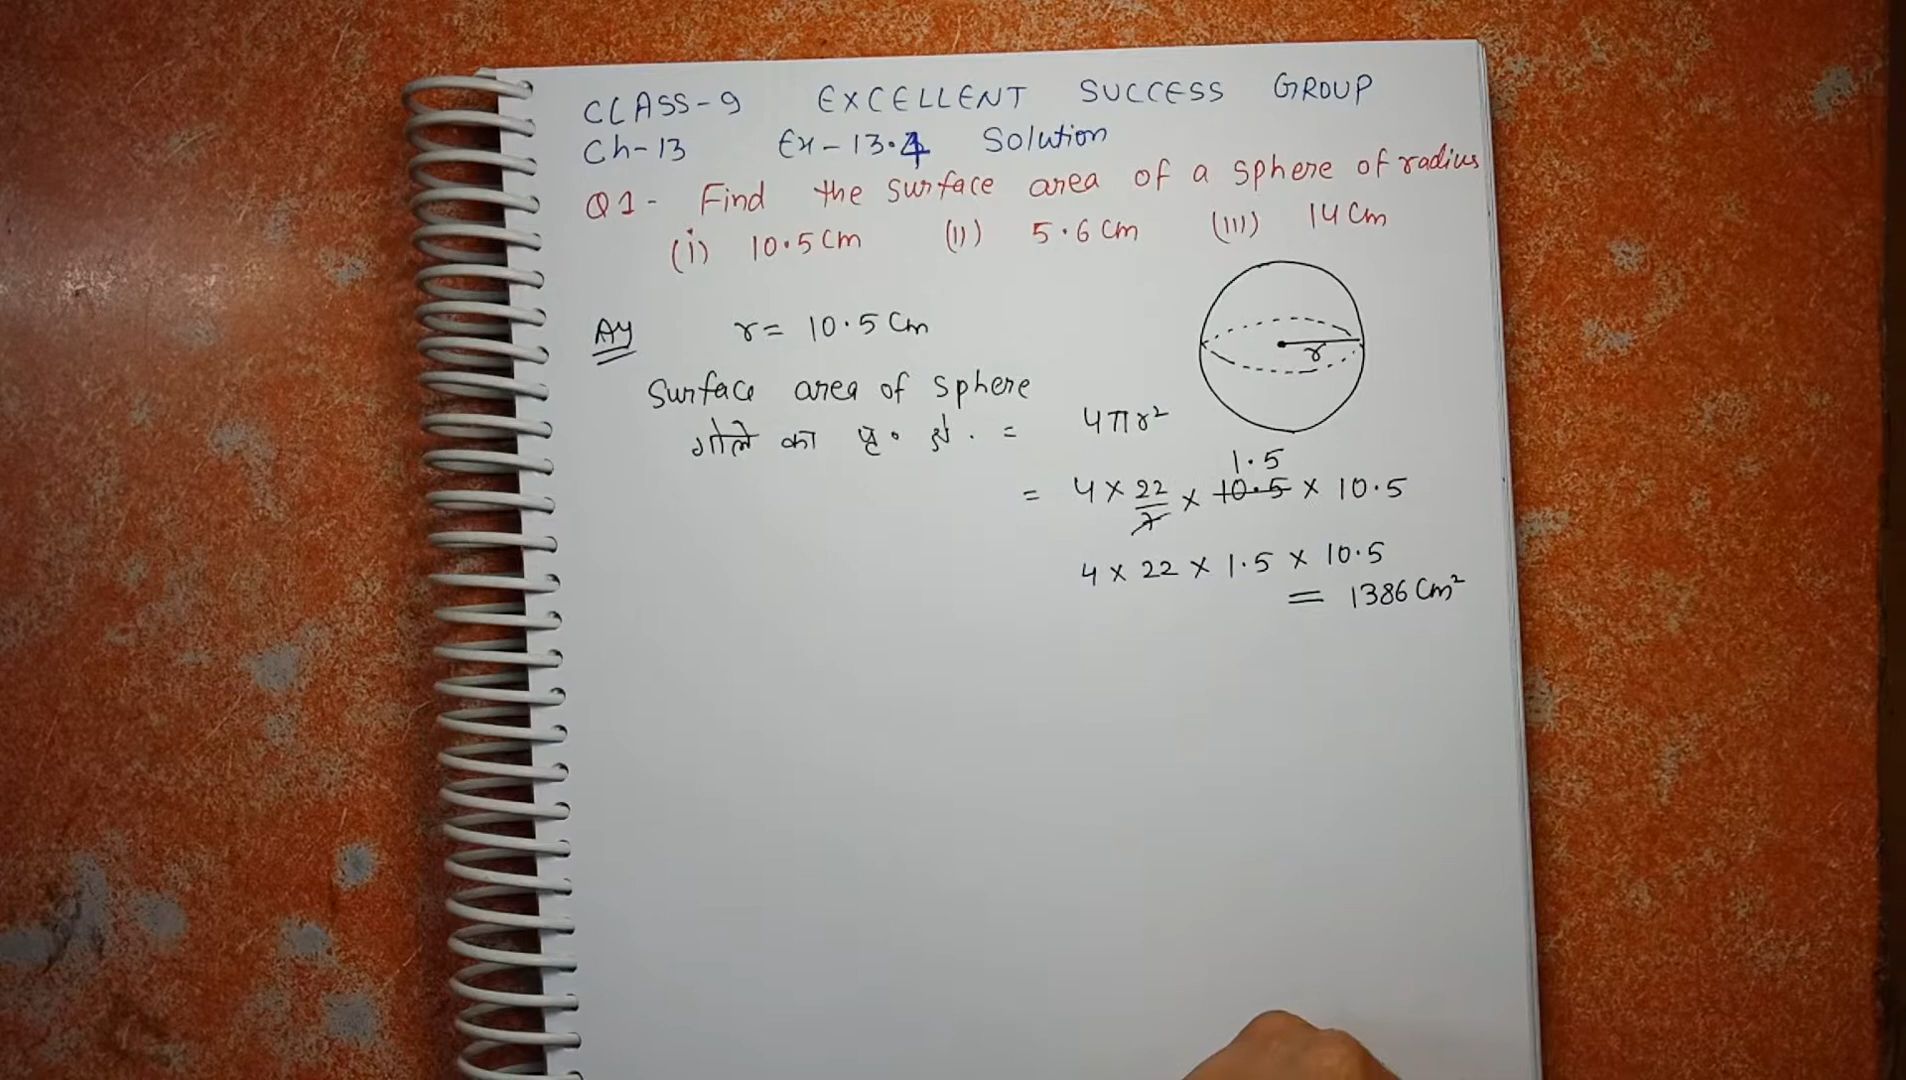 CLASS-9 EXCELLENT SUCCESS GROUP
Ch-13 Ex-13.4 Solution
Q1- Find the surface area of a sphere of radius
(i) 10.5 Cm (ii) 5.6 Cm (iii) 14 Cm
r = 10.5 Cm
Surface area of sphere
गोले का पृ० क्षे. = 4πr²
r
1.5
= 4 × 22/7 × 10.5 × 10.5
4 × 22 × 1.5 × 10.5
= 1386 Cm²